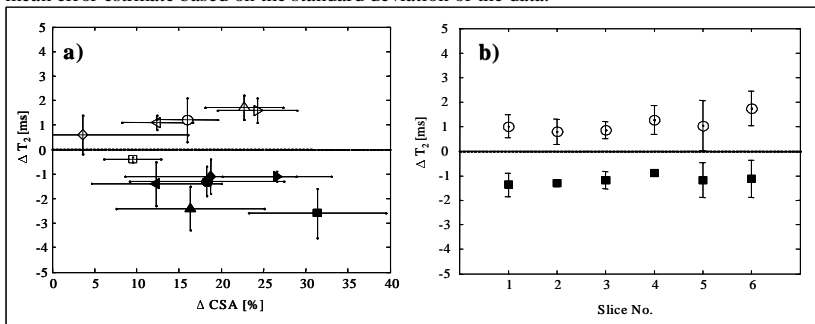 mean error estimate based on the standard deviation of the data.
a)
5
4
3
2
1
0
-1
-2
-3
-4
-5
Δ T2 [ms]
0 5 10 15 20 25 30 35 40
Δ CSA [%]
b)
5
4
3
2
1
0
-1
-2
-3
-4
-5
Δ T2 [ms]
1 2 3 4 5 6
Slice No.